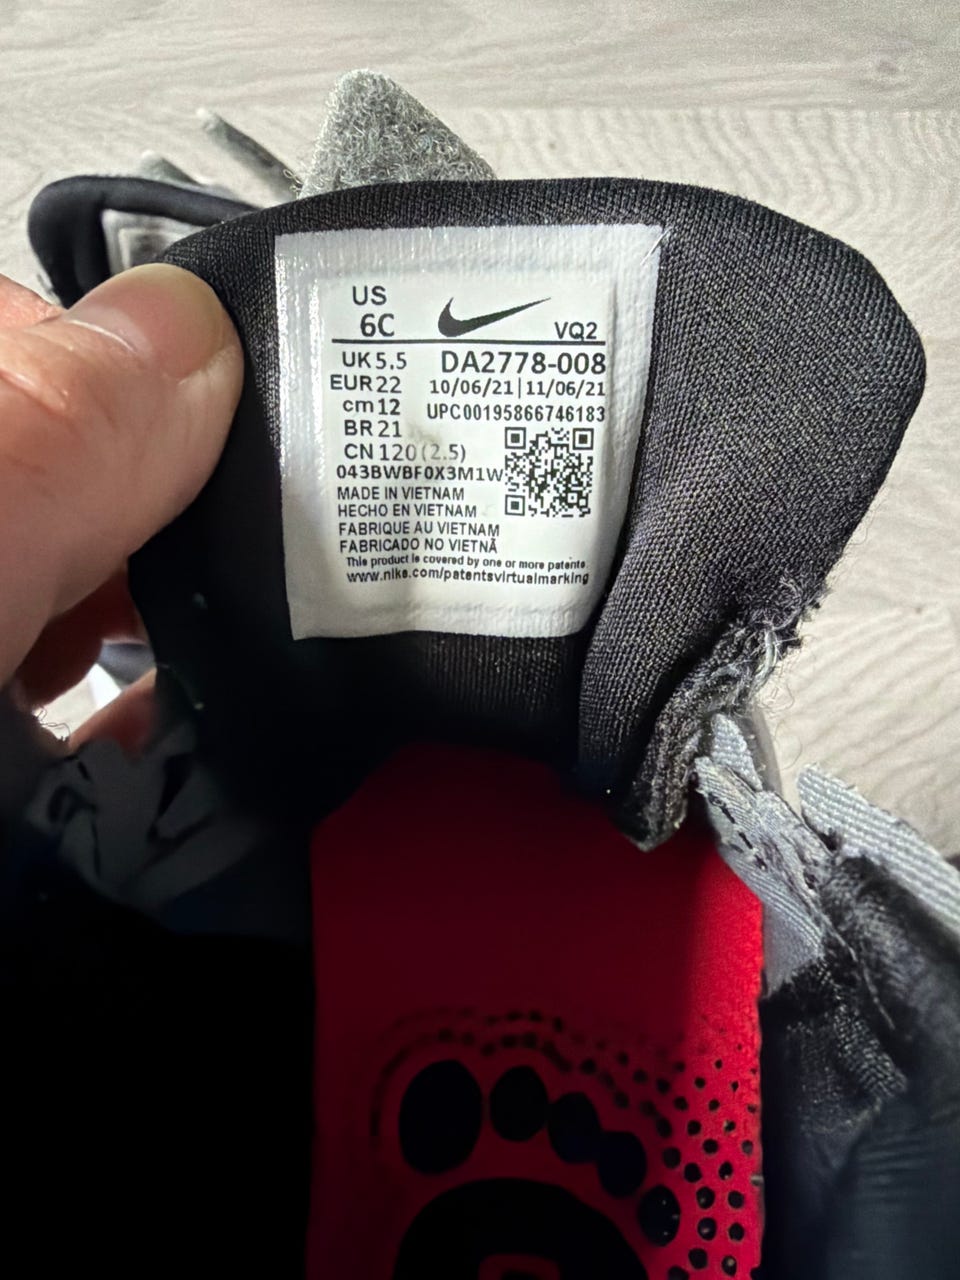 US
6C
VQ2
UK 5.5
DA2778-008
EUR 22
10/06/21 | 11/06/21
cm 12
UPC00195866746183
BR 21
CN 120(2.5)
043BWBF0X3M1W
MADE IN VIETNAM
HECHO EN VIETNAM
FABRIQUE AU VIETNAM
FABRICADO NO VIETNÃ
This product is covered by one or more patents.
www.nike.com/patentsvirtualmarking